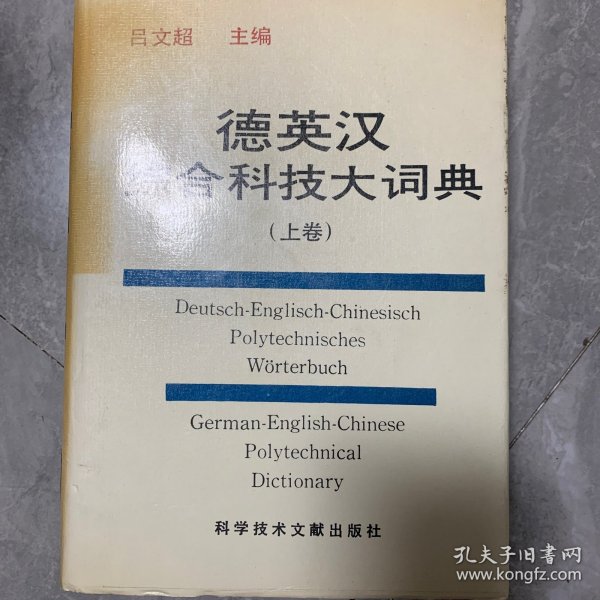 吕文超 主编
德英汉
综合科技大词典
(上卷)
Deutsch-Englisch-Chinesisch
Polytechnisches
Wörterbuch
German-English-Chinese
Polytechnical
Dictionary
科学技术文献出版社
孔夫子旧书网
www.kongfz.com